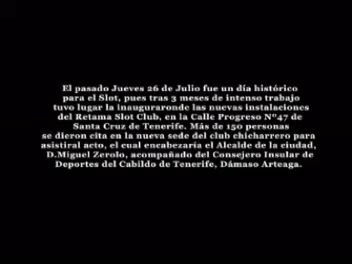 El pasado Jueves 26 de Julio fue un día histórico
para el Slot, pues tras 3 meses de intenso trabajo
tuvo lugar la inauguraronde las nuevas instalaciones
del Retama Slot Club, en la Calle Progreso Nº47 de
Santa Cruz de Tenerife. Más de 150 personas
se dieron cita en la nueva sede del club chicharrero para
asistiral acto, el cual encabezaría el Alcalde de la ciudad,
D.Miguel Zerolo, acompañado del Consejero Insular de
Deportes del Cabildo de Tenerife, Dámaso Arteaga.